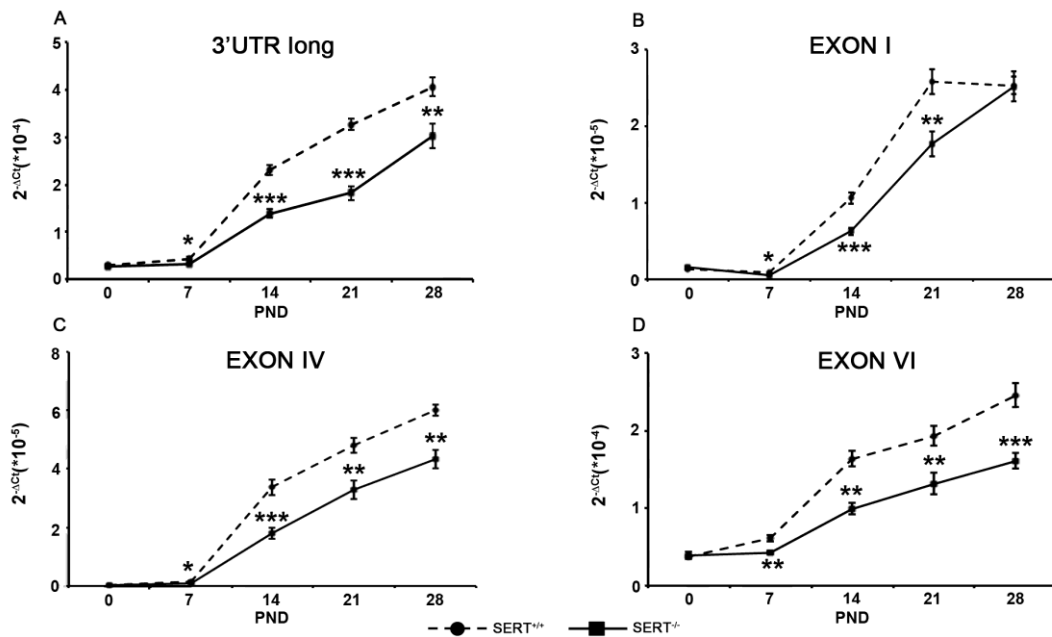 A
3'UTR long
2^-ΔCt(*10^-4)
5
4
3
2
1
0
*
***
***
**
0 7 14 21 28
PND
B
EXON I
2^-ΔCt(*10^-5)
3
2
1
0
*
***
**
0 7 14 21 28
PND
C
EXON IV
2^-ΔCt(*10^-5)
8
6
4
2
0
*
***
**
**
0 7 14 21 28
PND
D
EXON VI
2^-ΔCt(*10^-4)
3
2
1
0
**
**
**
***
0 7 14 21 28
PND
SERT+/+ SERT-/-